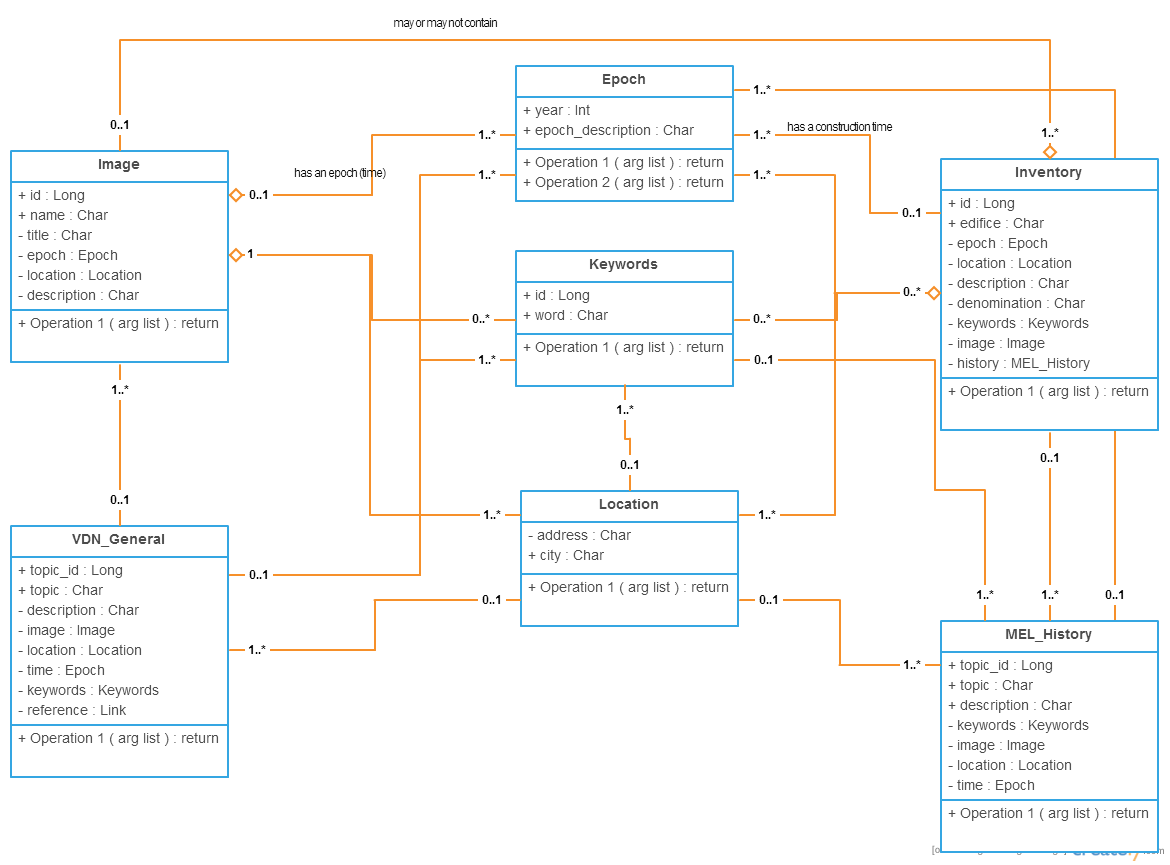 may or may not contain
0..1
1..*
Image
+ id : Long
+ name : Char
- title : Char
- epoch : Epoch
- location : Location
- description : Char
+ Operation 1 ( arg list ) : return
0..1
has an epoch (time)
1
1..*
Epoch
+ year : Int
+ epoch_description : Char
+ Operation 1 ( arg list ) : return
+ Operation 2 ( arg list ) : return
1..*
1..*
1..*
1..*
has a construction time
1..*
0..1
Inventory
+ id : Long
+ edifice : Char
- epoch : Epoch
- location : Location
- description : Char
- denomination : Char
- keywords : Keywords
- image : Image
- history : MEL_History
+ Operation 1 ( arg list ) : return
0..*
Keywords
+ id : Long
+ word : Char
+ Operation 1 ( arg list ) : return
0..*
1..*
0..*
0..1
1..*
0..1
0..1
1..*
0..1
Location
- address : Char
+ city : Char
+ Operation 1 ( arg list ) : return
1..*
1..*
0..1
0..1
VDN_General
+ topic_id : Long
+ topic : Char
- description : Char
- image : Image
- location : Location
- time : Epoch
- keywords : Keywords
- reference : Link
+ Operation 1 ( arg list ) : return
0..1
1..*
1..*
1..*
0..1
1..*
MEL_History
+ topic_id : Long
+ topic : Char
+ description : Char
- keywords : Keywords
- image : Image
- location : Location
- time : Epoch
+ Operation 1 ( arg list ) : return